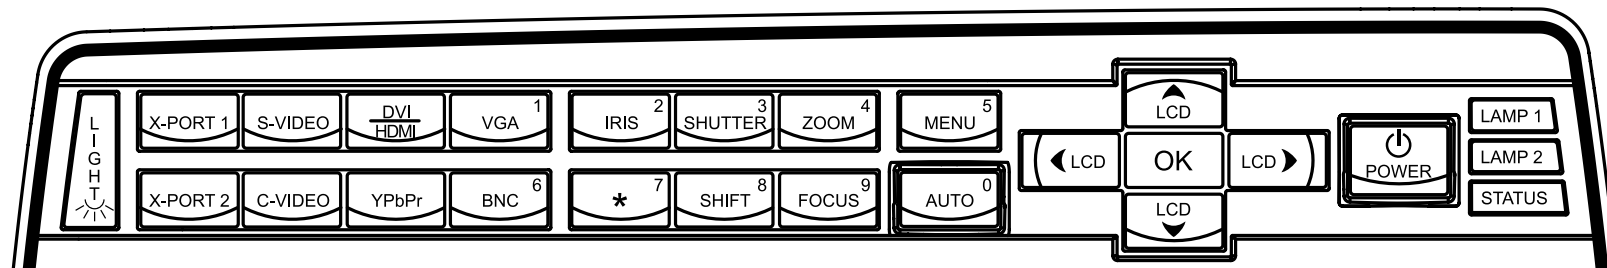 LIGHT
X-PORT 1
S-VIDEO
DVI
HDMI
VGA 1
IRIS 2
SHUTTER 3
ZOOM 4
MENU 5
X-PORT 2
C-VIDEO
YPbPr
BNC 6
* 7
SHIFT 8
FOCUS 9
AUTO 0
LCD
LCD
OK
LCD
LCD
POWER
LAMP 1
LAMP 2
STATUS